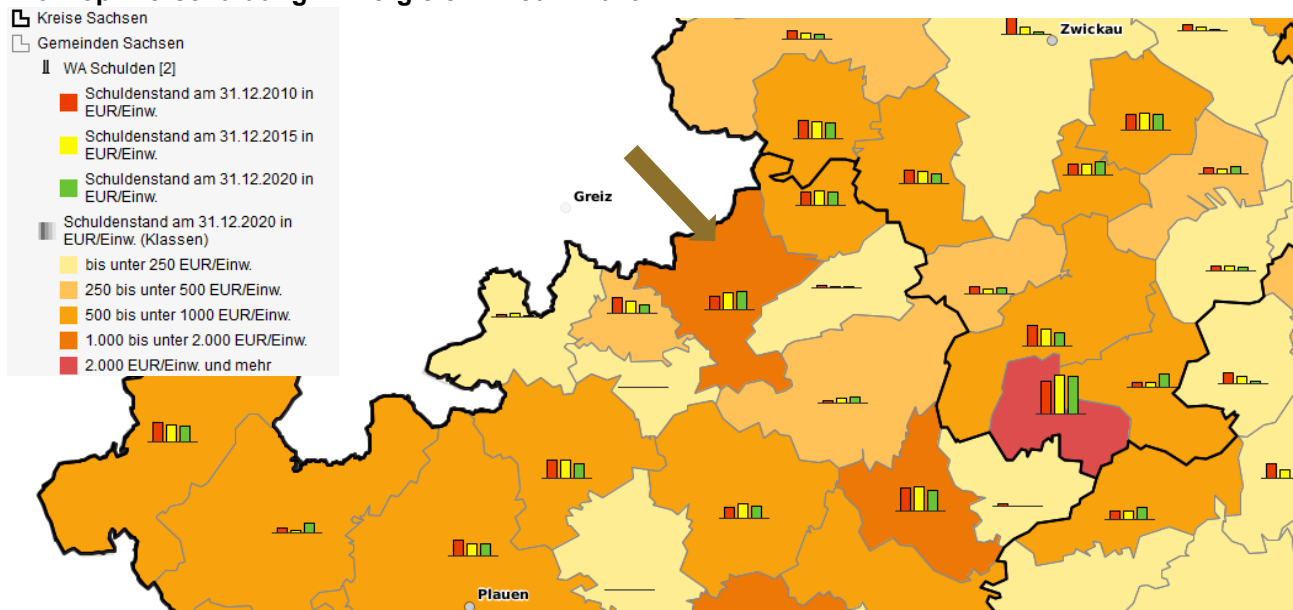 Kreise Sachsen
Gemeinden Sachsen
WA Schulden [2]
Schuldenstand am 31.12.2010 in
EUR/Einw.
Schuldenstand am 31.12.2015 in
EUR/Einw.
Schuldenstand am 31.12.2020 in
EUR/Einw.
Schuldenstand am 31.12.2020 in
EUR/Einw. (Klassen)
bis unter 250 EUR/Einw.
250 bis unter 500 EUR/Einw.
500 bis unter 1000 EUR/Einw.
1.000 bis unter 2.000 EUR/Einw.
2.000 EUR/Einw. und mehr
Zwickau
Greiz
Plauen